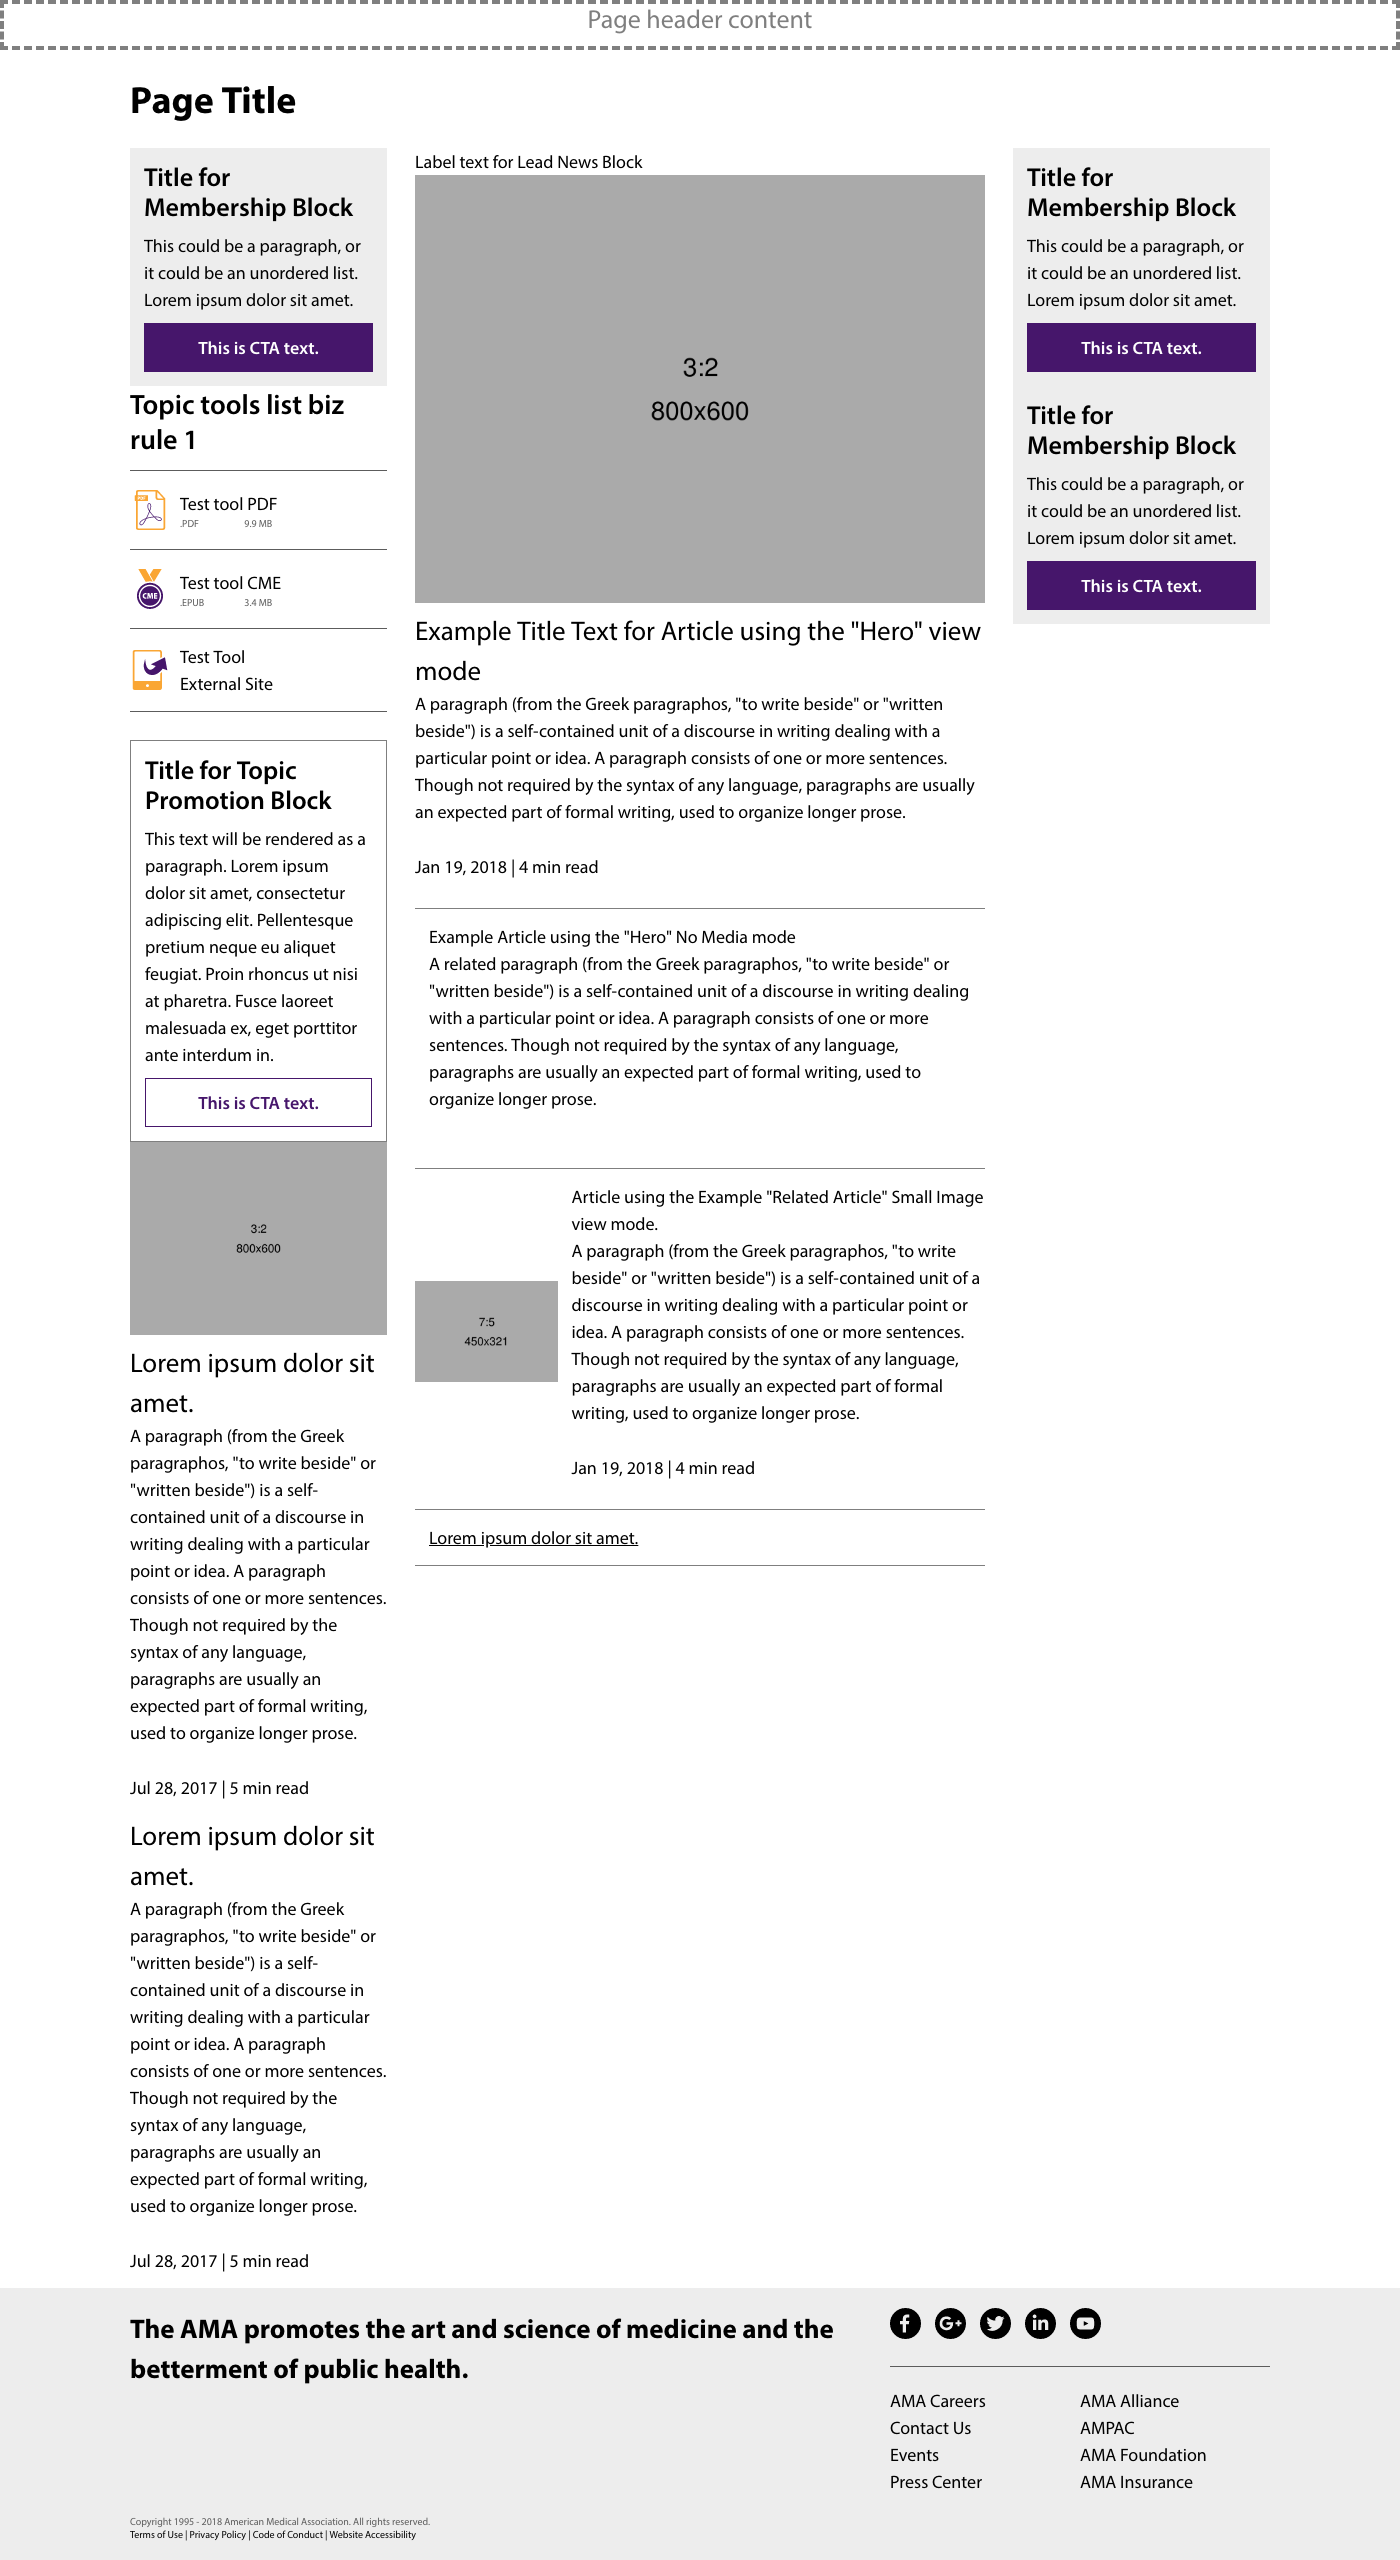 Page header content
Page Title
Title for
Membership Block
This could be a paragraph, or
it could be an unordered list.
Lorem ipsum dolor sit amet.
This is CTA text.
Topic tools list biz
rule 1
PDF
Test tool PDF
.PDF 9.9 MB
CME
Test tool CME
.EPUB 3.4 MB
Test Tool
External Site
Title for Topic
Promotion Block
This text will be rendered as a
paragraph. Lorem ipsum
dolor sit amet, consectetur
adipiscing elit. Pellentesque
pretium neque eu aliquet
feugiat. Proin rhoncus ut nisi
at pharetra. Fusce laoreet
malesuada ex, eget porttitor
ante interdum in.
This is CTA text.
3:2
800x600
Lorem ipsum dolor sit
amet.
A paragraph (from the Greek
paragraphos, "to write beside" or
"written beside") is a self-
contained unit of a discourse in
writing dealing with a particular
point or idea. A paragraph
consists of one or more sentences.
Though not required by the
syntax of any language,
paragraphs are usually an
expected part of formal writing,
used to organize longer prose.
Jul 28, 2017 | 5 min read
Lorem ipsum dolor sit
amet.
A paragraph (from the Greek
paragraphos, "to write beside" or
"written beside") is a self-
contained unit of a discourse in
writing dealing with a particular
point or idea. A paragraph
consists of one or more sentences.
Though not required by the
syntax of any language,
paragraphs are usually an
expected part of formal writing,
used to organize longer prose.
Jul 28, 2017 | 5 min read
Label text for Lead News Block
3:2
800x600
Example Title Text for Article using the "Hero" view
mode
A paragraph (from the Greek paragraphos, "to write beside" or "written
beside") is a self-contained unit of a discourse in writing dealing with a
particular point or idea. A paragraph consists of one or more sentences.
Though not required by the syntax of any language, paragraphs are usually
an expected part of formal writing, used to organize longer prose.
Jan 19, 2018 | 4 min read
Example Article using the "Hero" No Media mode
A related paragraph (from the Greek paragraphos, "to write beside" or
"written beside") is a self-contained unit of a discourse in writing dealing
with a particular point or idea. A paragraph consists of one or more
sentences. Though not required by the syntax of any language,
paragraphs are usually an expected part of formal writing, used to
organize longer prose.
7:5
450x321
Article using the Example "Related Article" Small Image
view mode.
A paragraph (from the Greek paragraphos, "to write
beside" or "written beside") is a self-contained unit of a
discourse in writing dealing with a particular point or
idea. A paragraph consists of one or more sentences.
Though not required by the syntax of any language,
paragraphs are usually an expected part of formal
writing, used to organize longer prose.
Jan 19, 2018 | 4 min read
Lorem ipsum dolor sit amet.
Title for
Membership Block
This could be a paragraph, or
it could be an unordered list.
Lorem ipsum dolor sit amet.
This is CTA text.
Title for
Membership Block
This could be a paragraph, or
it could be an unordered list.
Lorem ipsum dolor sit amet.
This is CTA text.
The AMA promotes the art and science of medicine and the
betterment of public health.
AMA Careers
Contact Us
Events
Press Center
AMA Alliance
AMPAC
AMA Foundation
AMA Insurance
Copyright 1995 - 2018 American Medical Association. All rights reserved.
Terms of Use | Privacy Policy | Code of Conduct | Website Accessibility